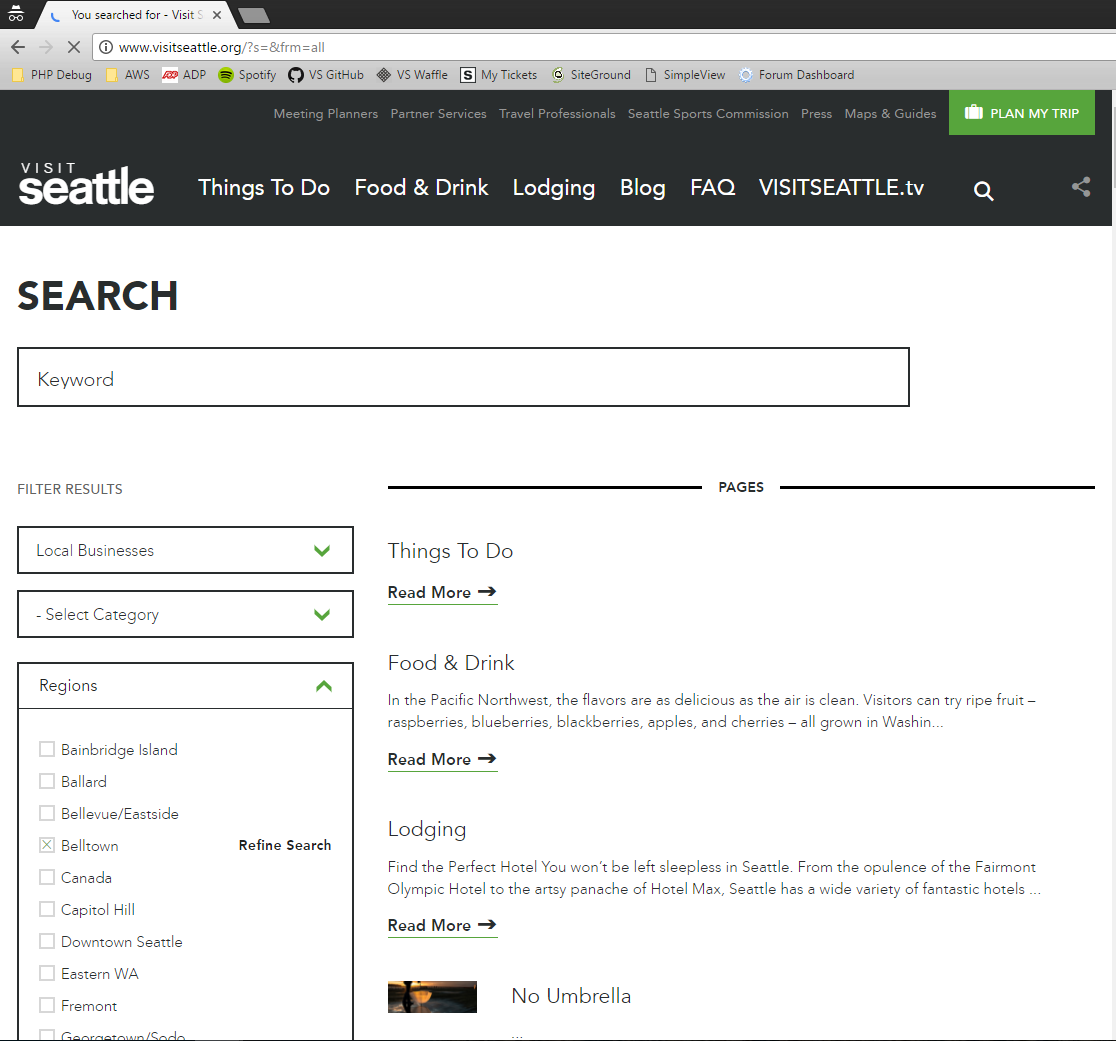 You searched for - Visit S
www.visitseattle.org/?s=&frm=all
PHP Debug AWS ADP Spotify VS GitHub VS Waffle S My Tickets SiteGround SimpleView Forum Dashboard
Meeting Planners Partner Services Travel Professionals Seattle Sports Commission Press Maps & Guides PLAN MY TRIP
VISIT
seattle
Things To Do Food & Drink Lodging Blog FAQ VISITSEATTLE.tv
SEARCH
Keyword
FILTER RESULTS
Local Businesses
- Select Category
Regions
Bainbridge Island
Ballard
Bellevue/Eastside
Belltown Refine Search
Canada
Capitol Hill
Downtown Seattle
Eastern WA
Fremont
Georgetown/Sodo
PAGES
Things To Do
Read More →
Food & Drink
In the Pacific Northwest, the flavors are as delicious as the air is clean. Visitors can try ripe fruit –
raspberries, blueberries, blackberries, apples, and cherries – all grown in Washin...
Read More →
Lodging
Find the Perfect Hotel You won’t be left sleepless in Seattle. From the opulence of the Fairmont
Olympic Hotel to the artsy panache of Hotel Max, Seattle has a wide variety of fantastic hotels ...
Read More →
No Umbrella
...